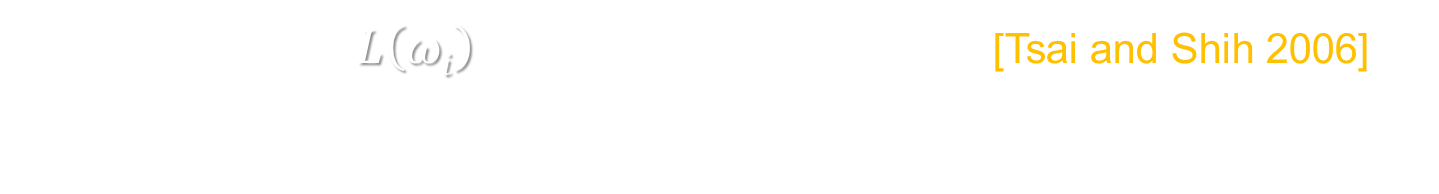 L(ωᵢ) [Tsai and Shih 2006]